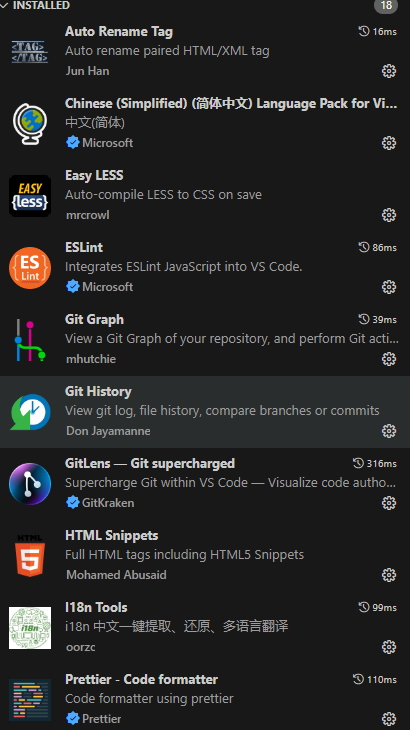 INSTALLED 18
<TAG>
</TAG>
Auto Rename Tag 16ms
Auto rename paired HTML/XML tag
Jun Han
Chinese (Simplified) (简体中文) Language Pack for Vi...
中文(简体)
Microsoft
EASY
{less}
Easy LESS
Auto-compile LESS to CSS on save
mrcrowl
ES
Lint
ESLint 86ms
Integrates ESLint JavaScript into VS Code.
Microsoft
Git Graph 39ms
View a Git Graph of your repository, and perform Git acti...
mhutchie
Git History
View git log, file history, compare branches or commits
Don Jayamanne
GitLens — Git supercharged 316ms
Supercharge Git within VS Code — Visualize code autho...
GitKraken
HTML
5
HTML Snippets
Full HTML tags including HTML5 Snippets
Mohamed Abusaid
i18n
I18n Tools 99ms
i18n 中文一键提取、还原、多语言翻译
oorzc
Prettier - Code formatter 110ms
Code formatter using prettier
Prettier